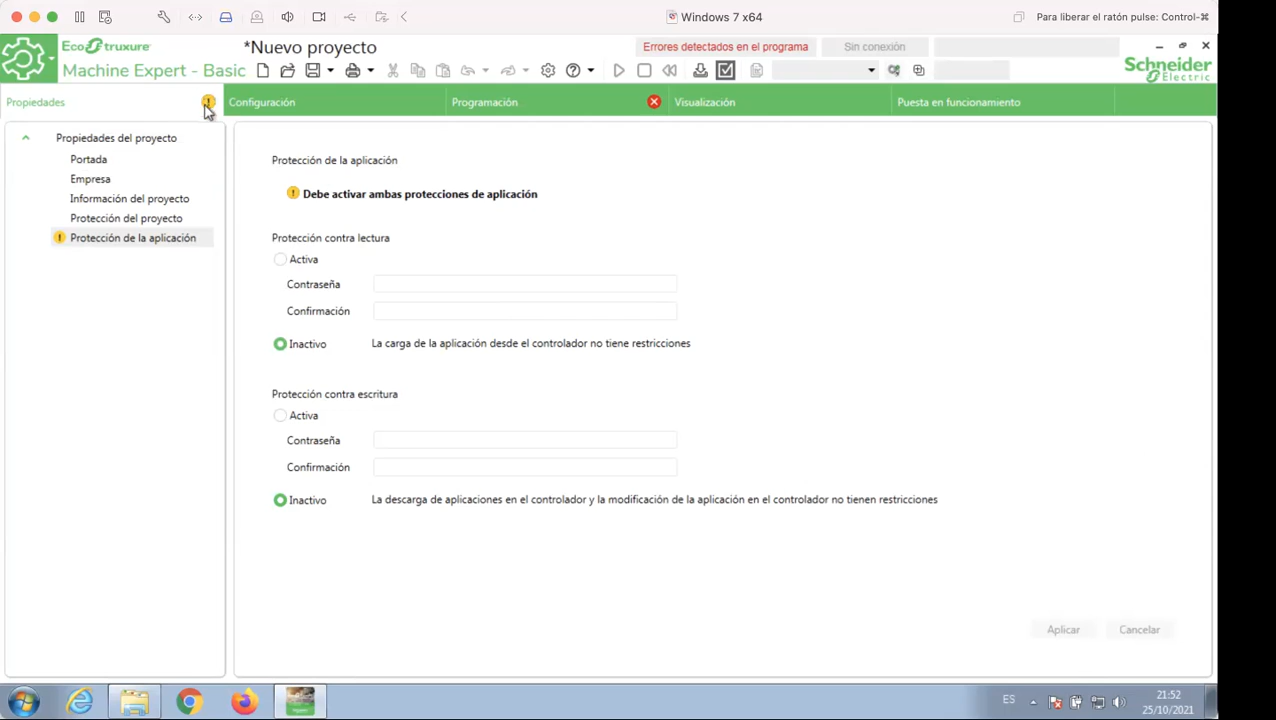 Windows 7 x64
Para liberar el ratón pulse: Control-⌘
EcoStruxure
Machine Expert - Basic
*Nuevo proyecto
Errores detectados en el programa
Sin conexión
Schneider
Electric
Propiedades
Configuración
Programación
Visualización
Puesta en funcionamiento
Propiedades del proyecto
Portada
Empresa
Información del proyecto
Protección del proyecto
Protección de la aplicación
Protección de la aplicación
Debe activar ambas protecciones de aplicación
Protección contra lectura
Activa
Contraseña
Confirmación
Inactivo La carga de la aplicación desde el controlador no tiene restricciones
Protección contra escritura
Activa
Contraseña
Confirmación
Inactivo La descarga de aplicaciones en el controlador y la modificación de la aplicación en el controlador no tienen restricciones
Aplicar
Cancelar
ES
21:52
25/10/2021